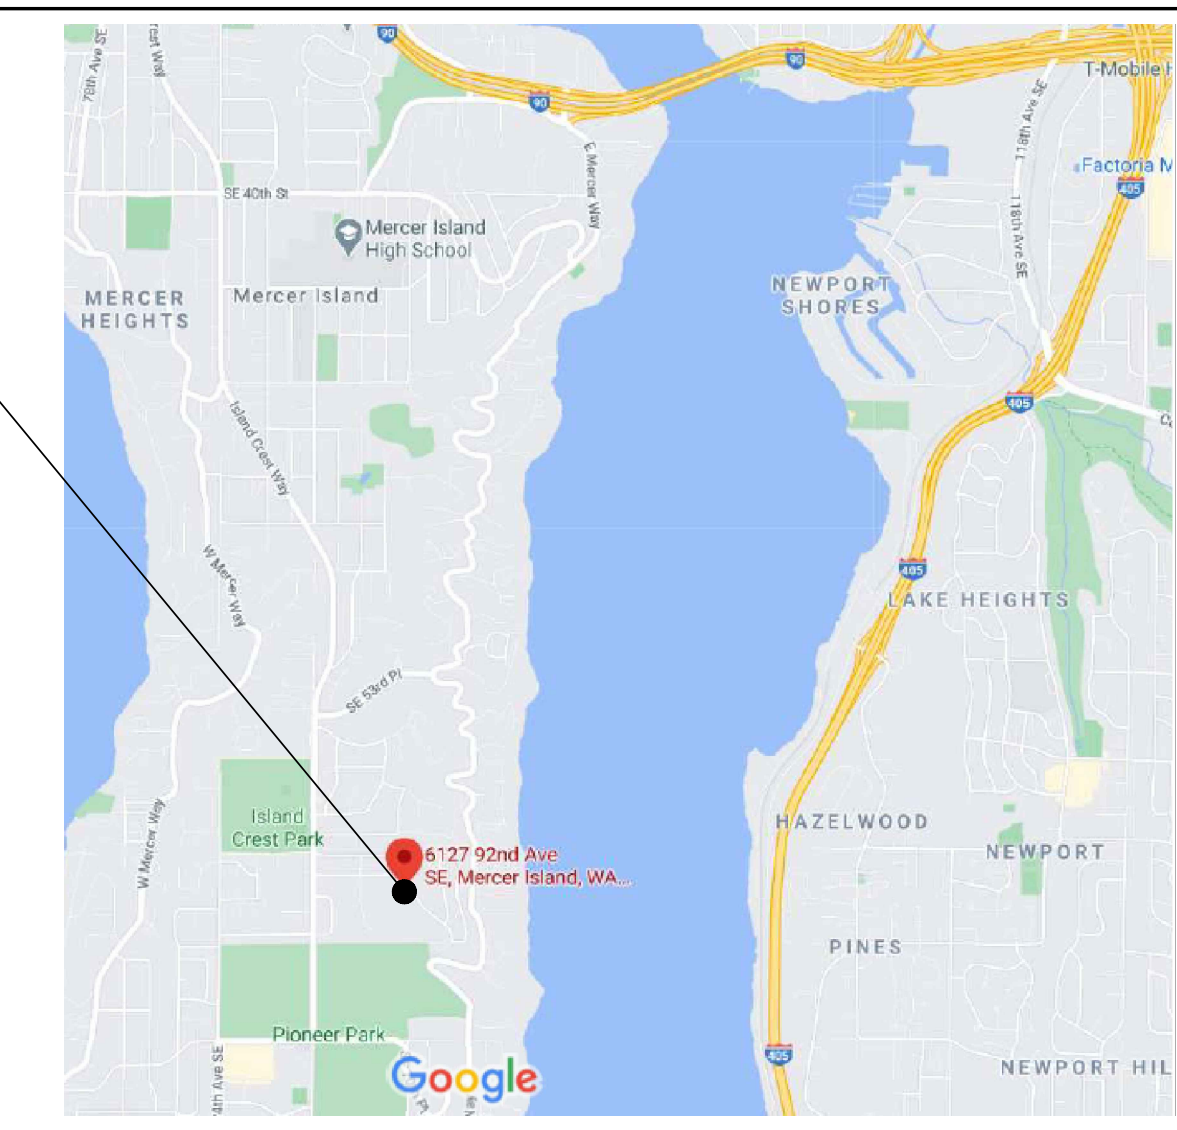 90
90
90
T-Mobile
78th Ave SE
118th Ave SE
Factoria
405
E Mercer Way
SE 40th St
Mercer Island
High School
118th Ave SE
MERCER
HEIGHTS
Mercer Island
NEWPORT
SHORES
405
Island Crest Way
405
W Mercer Way
LAKE HEIGHTS
SE 53rd Pl
Island
Crest Park
HAZELWOOD
W Mercer Way
NEWPORT
6127 92nd Ave
SE, Mercer Island, WA...
PINES
Pioneer Park
405
NEWPORT HIL
4th Ave SE
Google